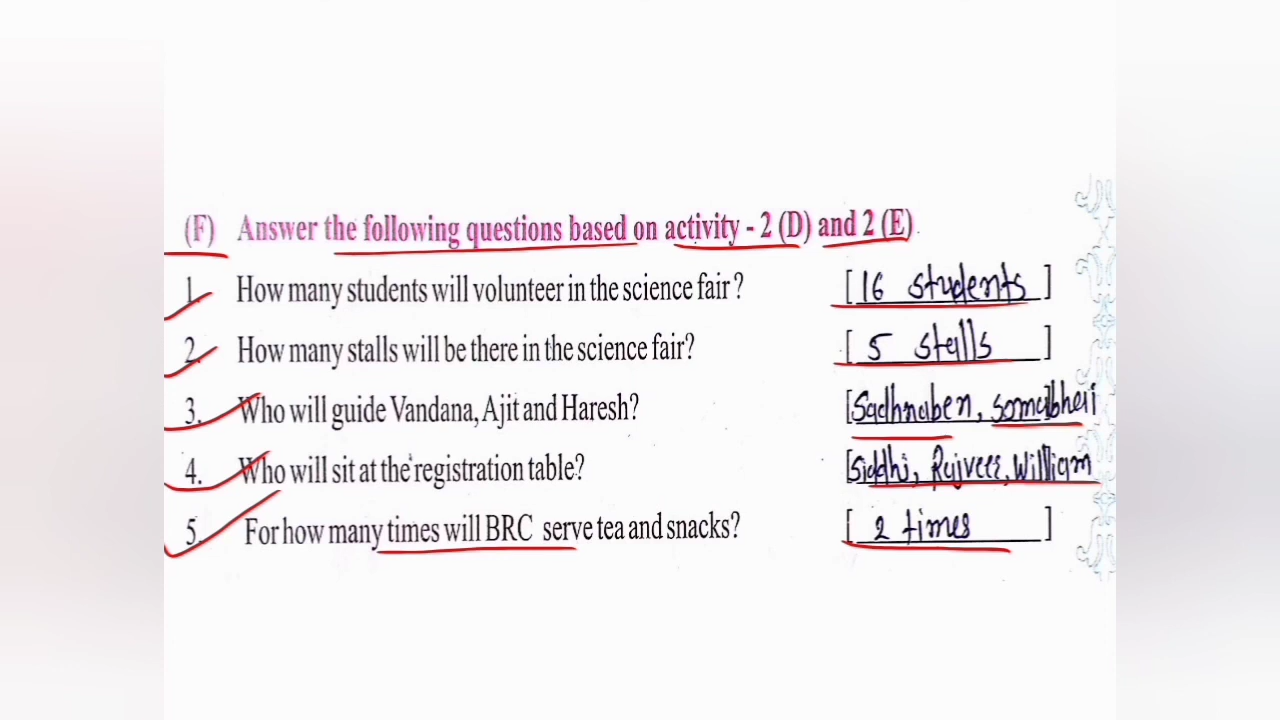 (F) Answer the following questions based on activity - 2 (D) and 2 (E).
1. How many students will volunteer in the science fair? [16 students]
2. How many stalls will be there in the science fair? [5 stalls]
3. Who will guide Vandana, Ajit and Haresh? [Sadhnaben, somabhai
4. Who will sit at the registration table? [Siddhi, Rajveer, William
5. For how many times will BRC serve tea and snacks? [2 times]